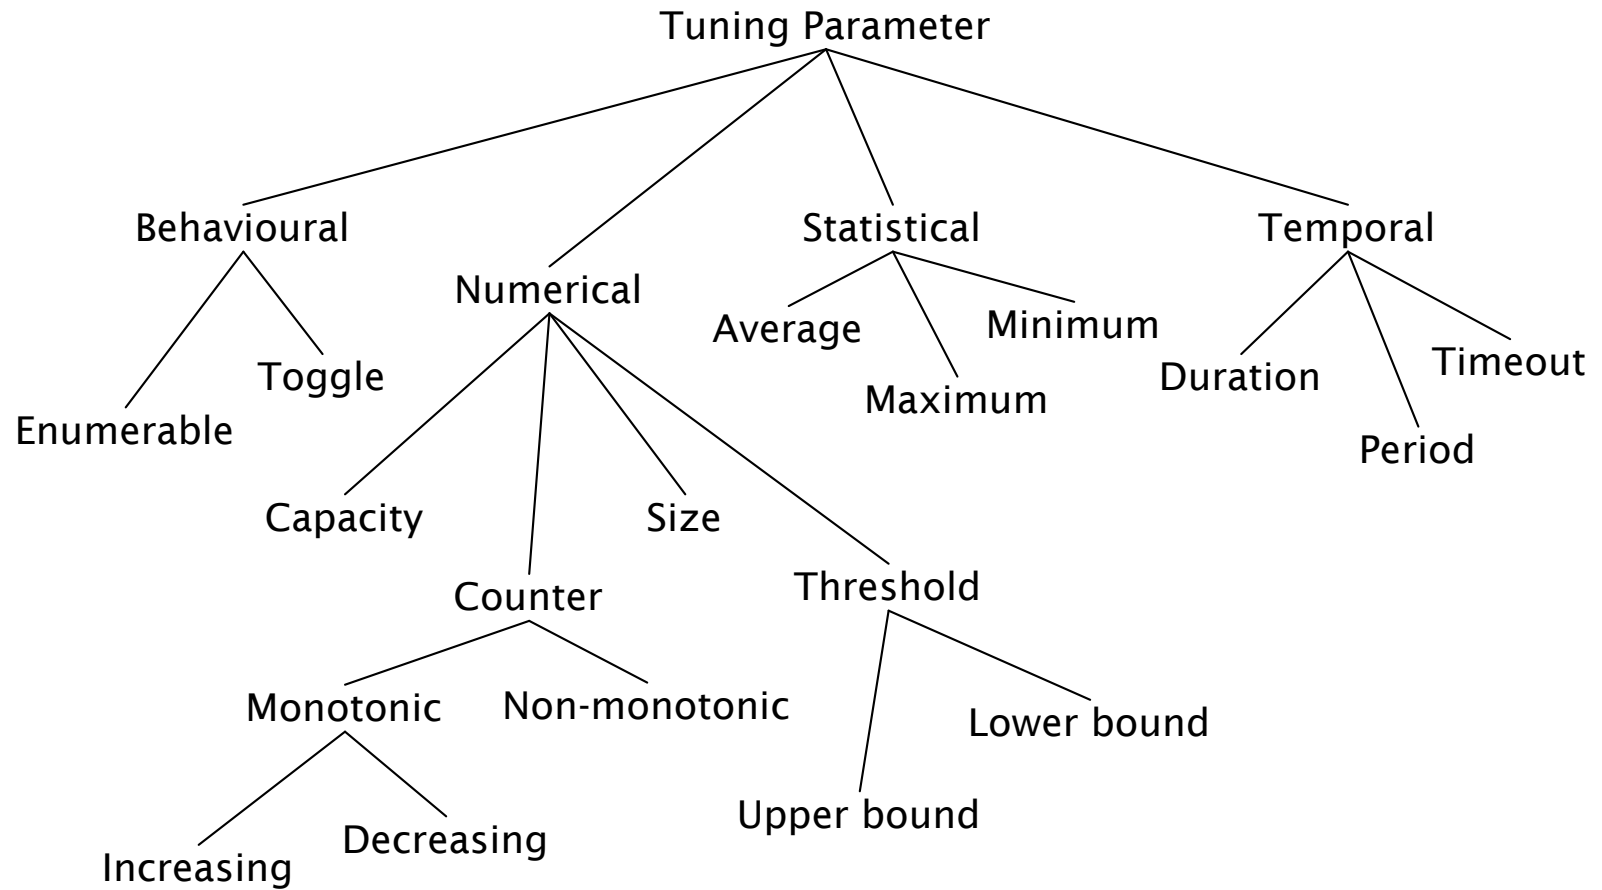 Tuning Parameter
Behavioural
Statistical
Temporal
Numerical
Average
Minimum
Toggle
Duration
Timeout
Maximum
Enumerable
Period
Capacity
Size
Counter
Threshold
Monotonic
Non-monotonic
Lower bound
Upper bound
Increasing
Decreasing